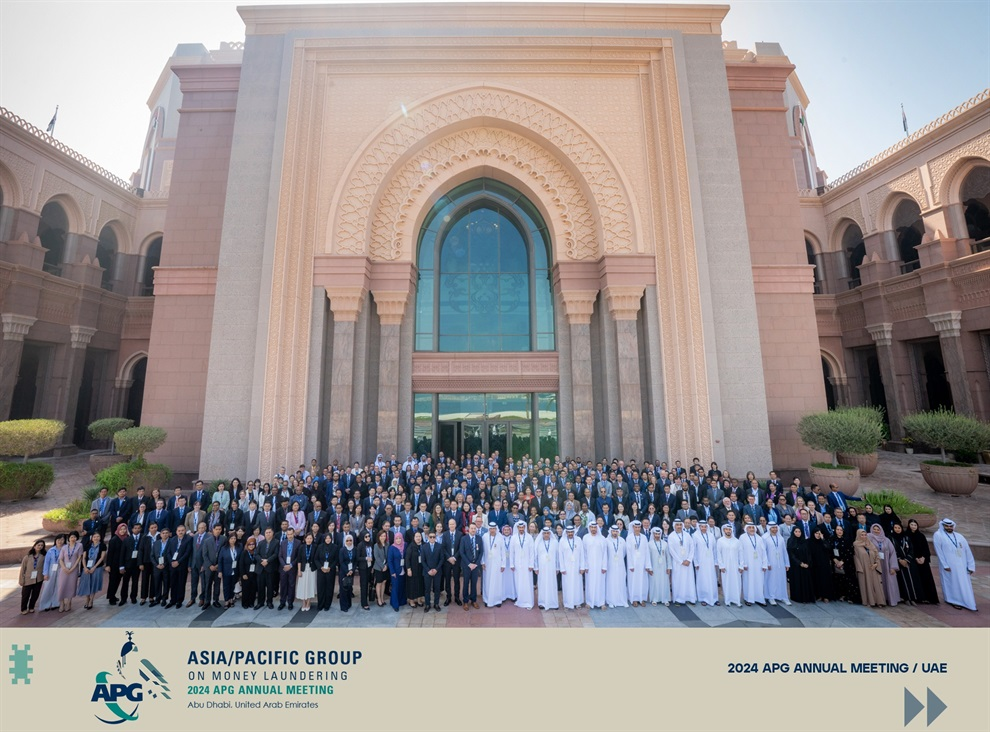 APG
ASIA/PACIFIC GROUP
ON MONEY LAUNDERING
2024 APG ANNUAL MEETING
Abu Dhabi, United Arab Emirates
2024 APG ANNUAL MEETING / UAE